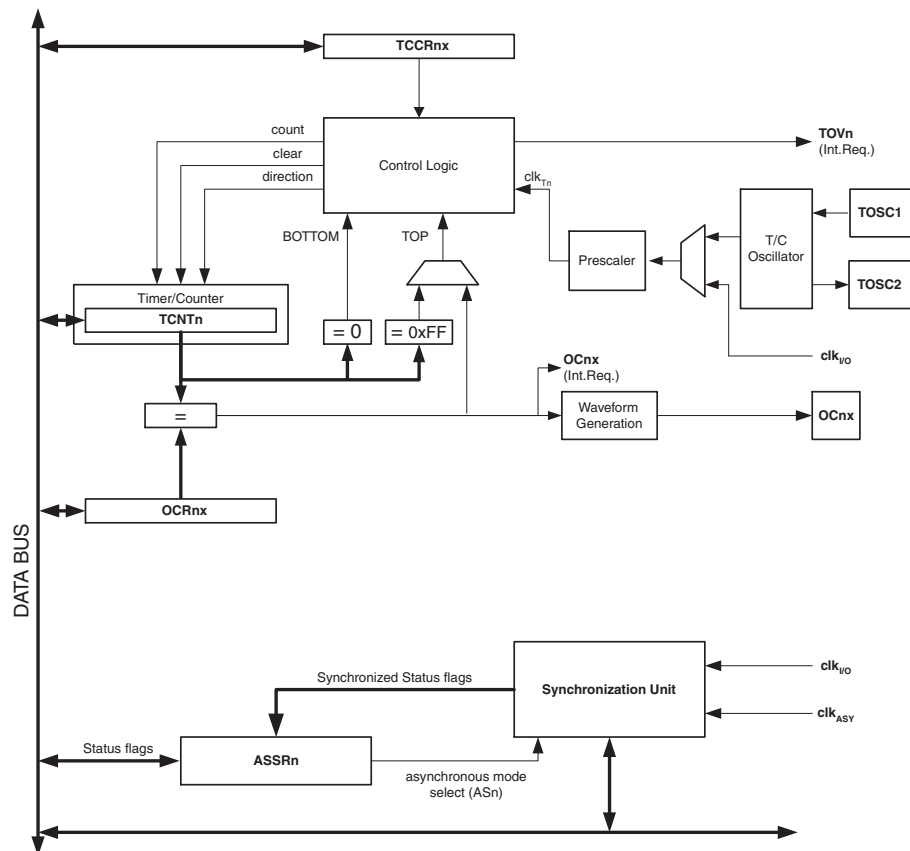 TCCRnx
count
clear
direction
Control Logic
TOVn
(Int.Req.)
clkTn
TOSC1
T/C
Oscillator
Prescaler
BOTTOM
TOP
TOSC2
Timer/Counter
TCNTn
= 0
= 0xFF
clkI/O
OCnx
(Int.Req.)
=
Waveform
Generation
OCnx
OCRnx
DATA BUS
Synchronized Status flags
Synchronization Unit
clkI/O
clkASY
Status flags
ASSRn
asynchronous mode
select (ASn)